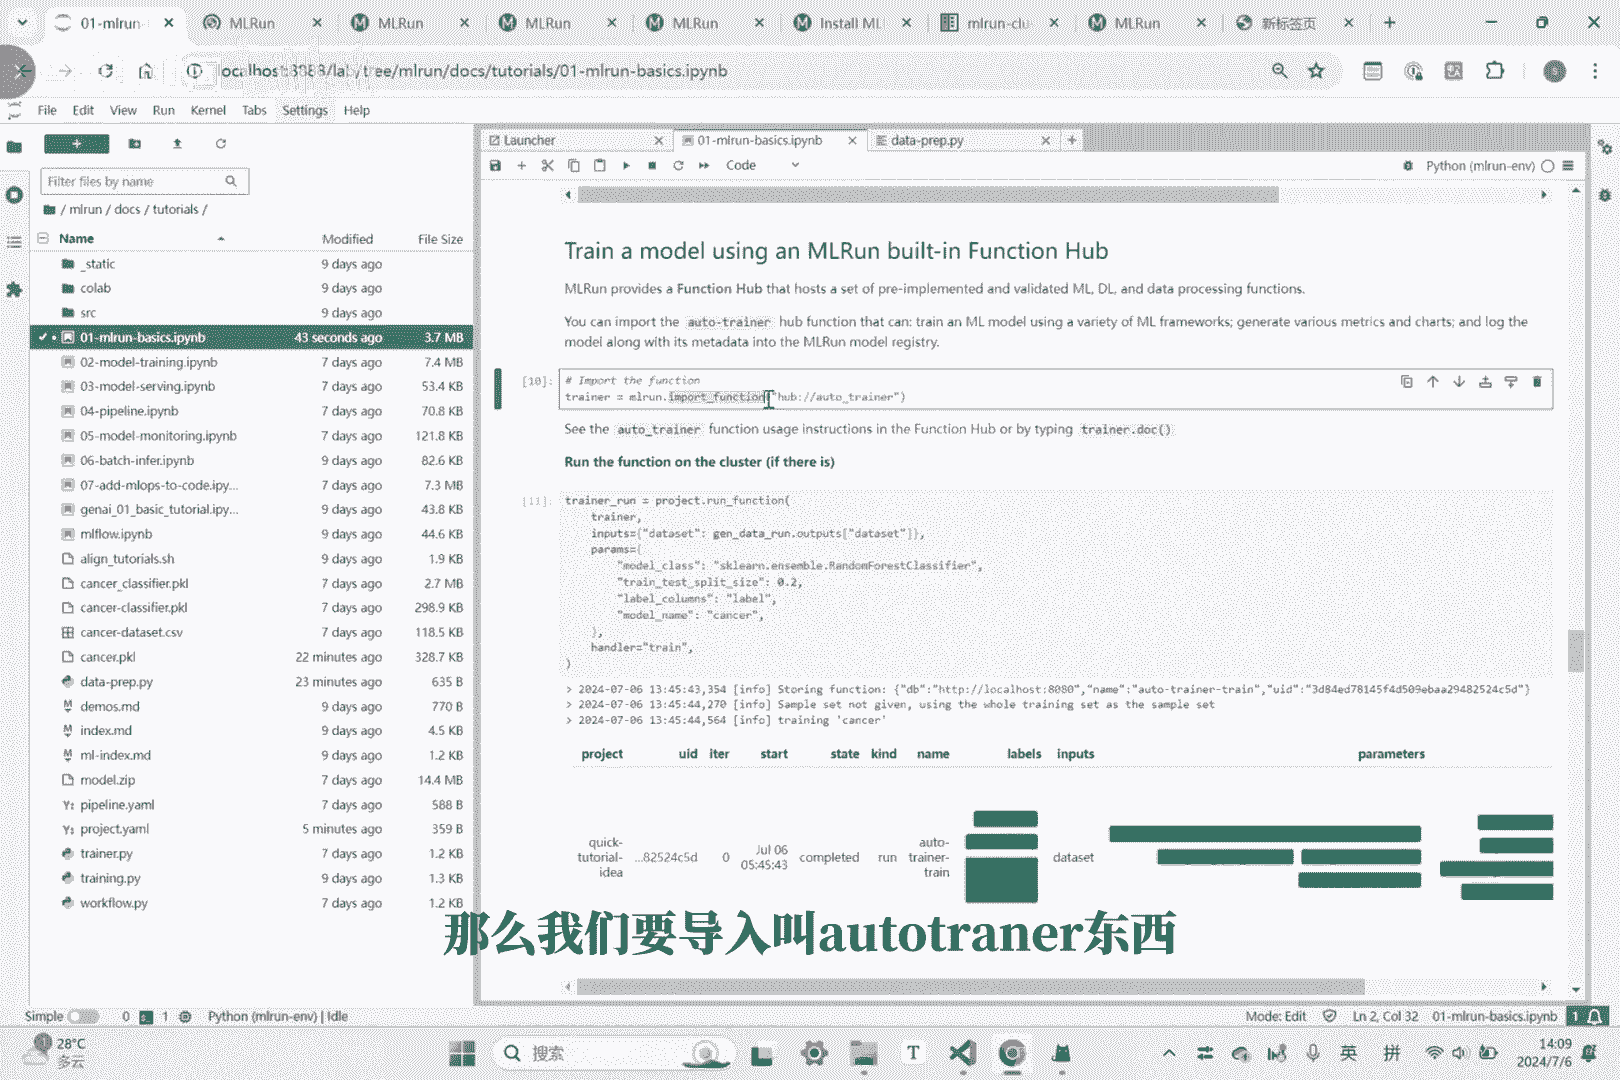 01-mlrun-
MLRun
MLRun
MLRun
MLRun
Install ML
mlrun-clu
MLRun
新标签页
localhost:8888/lab/tree/mlrun/docs/tutorials/01-mlrun-basics.ipynb
File Edit View Run Kernel Tabs Settings Help
Launcher
01-mlrun-basics.ipynb
data-prep.py
Code
Python (mlrun-env)
Filter files by name
/ mlrun / docs / tutorials /
Name Modified File Size
_static 9 days ago
colab 9 days ago
src 9 days ago
01-mlrun-basics.ipynb 43 seconds ago 3.7 MB
02-model-training.ipynb 7 days ago 7.4 MB
03-model-serving.ipynb 7 days ago 53.4 KB
04-pipeline.ipynb 7 days ago 70.8 KB
05-model-monitoring.ipynb 7 days ago 121.8 KB
06-batch-infer.ipynb 9 days ago 82.6 KB
07-add-mlops-to-code.ipy... 9 days ago 7.3 MB
genai_01_basic_tutorial.ipy... 9 days ago 43.8 KB
mlflow.ipynb 9 days ago 44.6 KB
align_tutorials.sh 9 days ago 1.9 KB
cancer_classifier.pkl 7 days ago 2.7 MB
cancer-classifier.pkl 7 days ago 298.9 KB
cancer-dataset.csv 7 days ago 118.5 KB
cancer.pkl 22 minutes ago 328.7 KB
data-prep.py 23 minutes ago 635 B
demos.md 9 days ago 770 B
index.md 9 days ago 4.5 KB
ml-index.md 9 days ago 1.2 KB
model.zip 7 days ago 14.4 MB
pipeline.yaml 7 days ago 588 B
project.yaml 5 minutes ago 359 B
trainer.py 7 days ago 1.2 KB
training.py 9 days ago 1.3 KB
workflow.py 7 days ago 1.2 KB
Train a model using an MLRun built-in Function Hub
MLRun provides a Function Hub that hosts a set of pre-implemented and validated ML, DL, and data processing functions.
You can import the auto-trainer hub function that can: train an ML model using a variety of ML frameworks; generate various metrics and charts; and log the
model along with its metadata into the MLRun model registry.
[10]: # Import the function
trainer = mlrun.import_function("hub://auto_trainer")
See the auto_trainer function usage instructions in the Function Hub or by typing trainer.doc()
Run the function on the cluster (if there is)
[11]: trainer_run = project.run_function(
trainer,
inputs={"dataset": gen_data_run.outputs["dataset"]},
params={
"model_class": "sklearn.ensemble.RandomForestClassifier",
"train_test_split_size": 0.2,
"label_columns": "label",
"model_name": "cancer",
},
handler="train",
)
> 2024-07-06 13:45:43,354 [info] Storing function: {"db":"http://localhost:8080","name":"auto-trainer-train","uid":"3d84ed78145f4d509ebaa29482524c5d"}
> 2024-07-06 13:45:44,270 [info] Sample set not given, using the whole training set as the sample set
> 2024-07-06 13:45:44,564 [info] training 'cancer'
project uid iter start state kind name labels inputs parameters
quick-tutorial-idea ...82524c5d 0 Jul 06 05:45:43 completed run auto-trainer-train dataset
那么我们要导入叫autotraner东西
Simple 0 1 Python (mlrun-env) | Idle
Mode: Edit Ln 2, Col 32 01-mlrun-basics.ipynb 1
28°C
多云
搜索
英 拼
14:09
2024/7/6